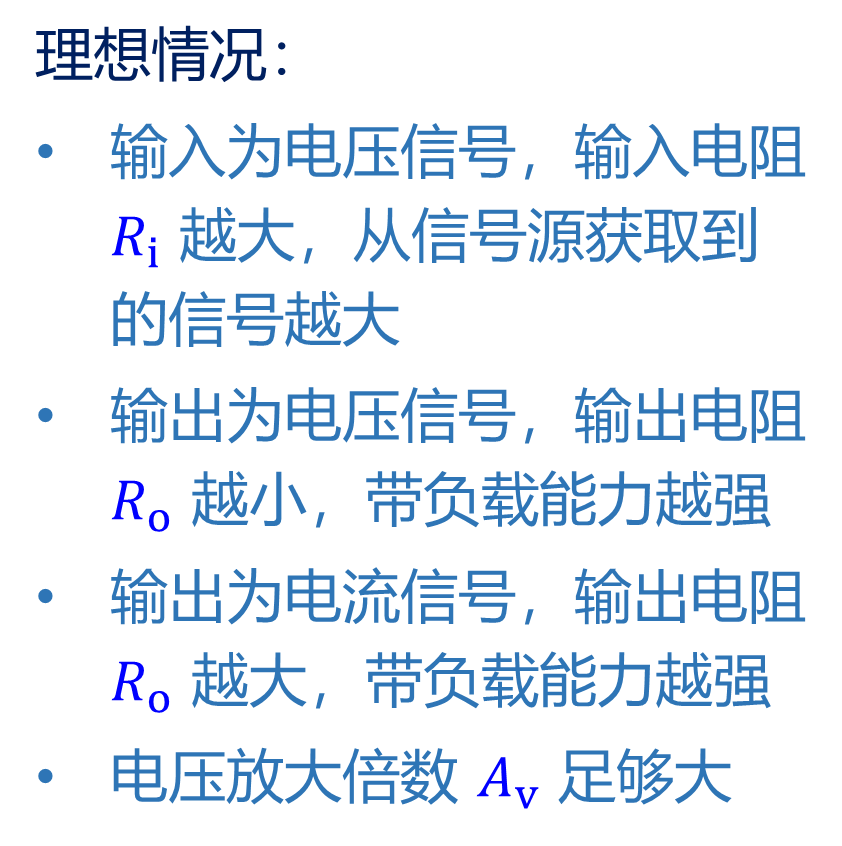 理想情况：
• 输入为电压信号，输入电阻
Ri 越大，从信号源获取到
的信号越大
• 输出为电压信号，输出电阻
Ro 越小，带负载能力越强
• 输出为电流信号，输出电阻
Ro 越大，带负载能力越强
• 电压放大倍数 Av 足够大